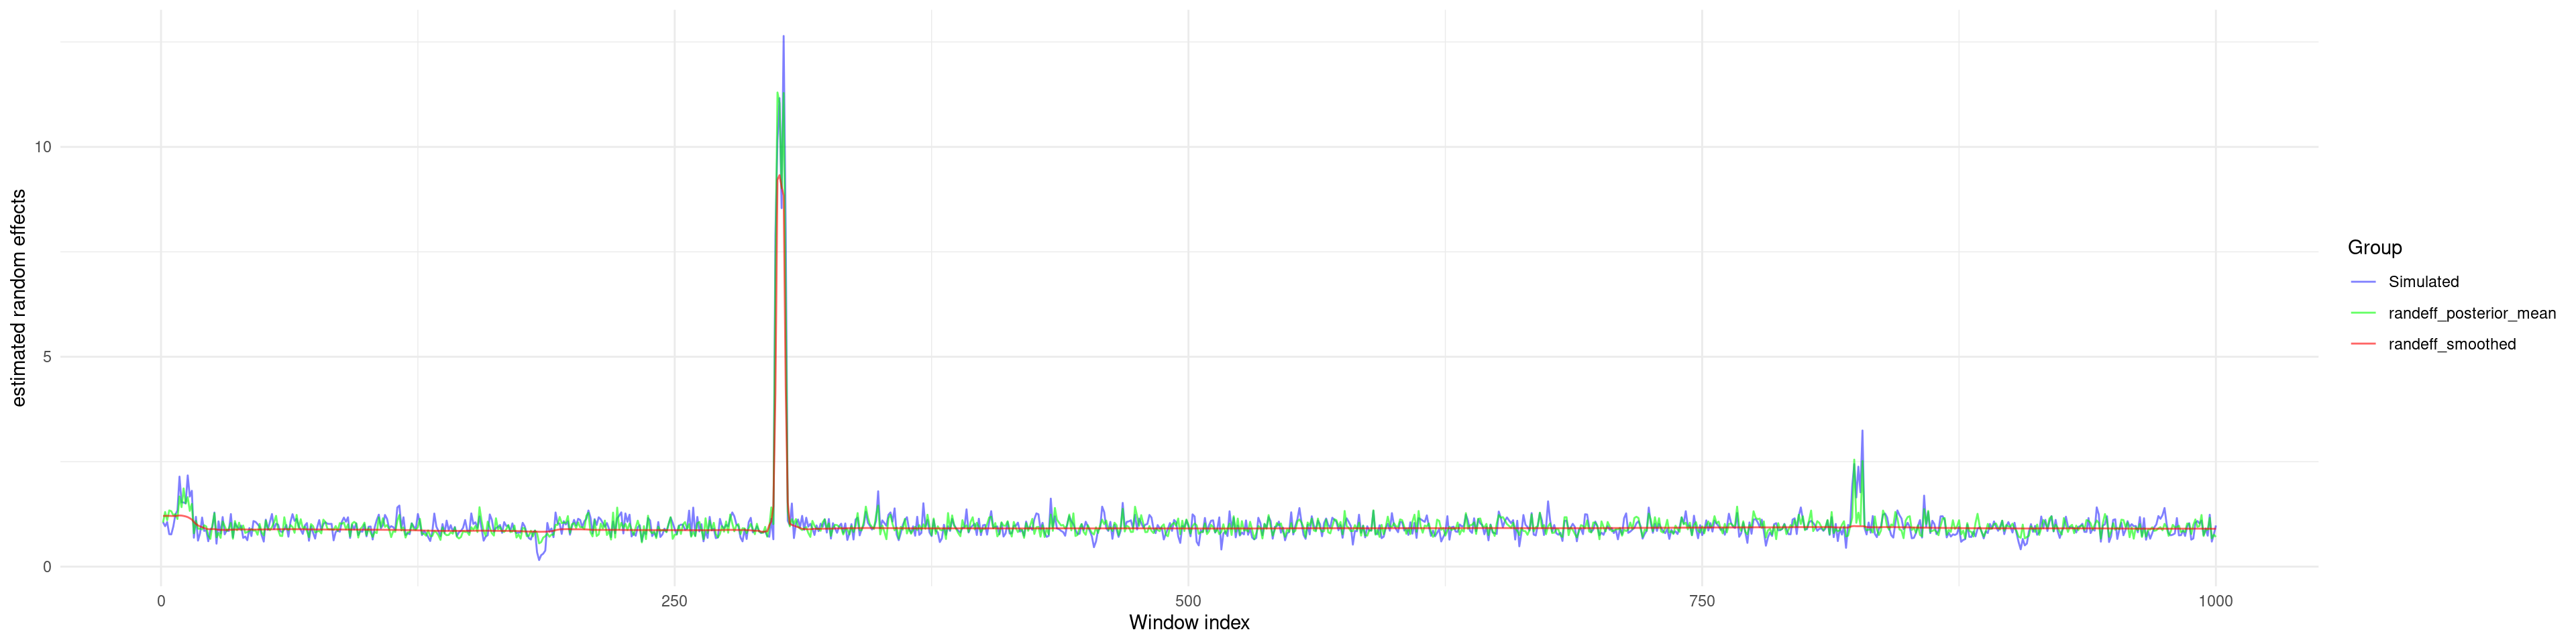 10
5
0
estimated random effects
0
250
500
750
1000
Window index
Group
Simulated
randeff_posterior_mean
randeff_smoothed